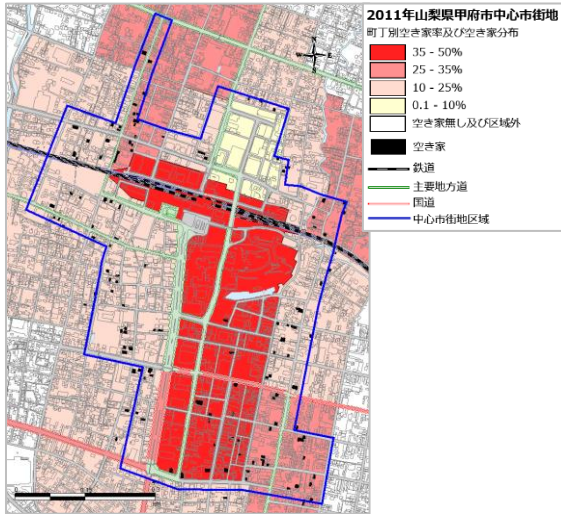 2011年山梨県甲府市中心市街地
町丁別空き家率及び空き家分布
35 - 50%
25 - 35%
10 - 25%
0.1 - 10%
空き家無し及び区域外
空き家
鉄道
主要地方道
国道
中心市街地区域
N
W E
S